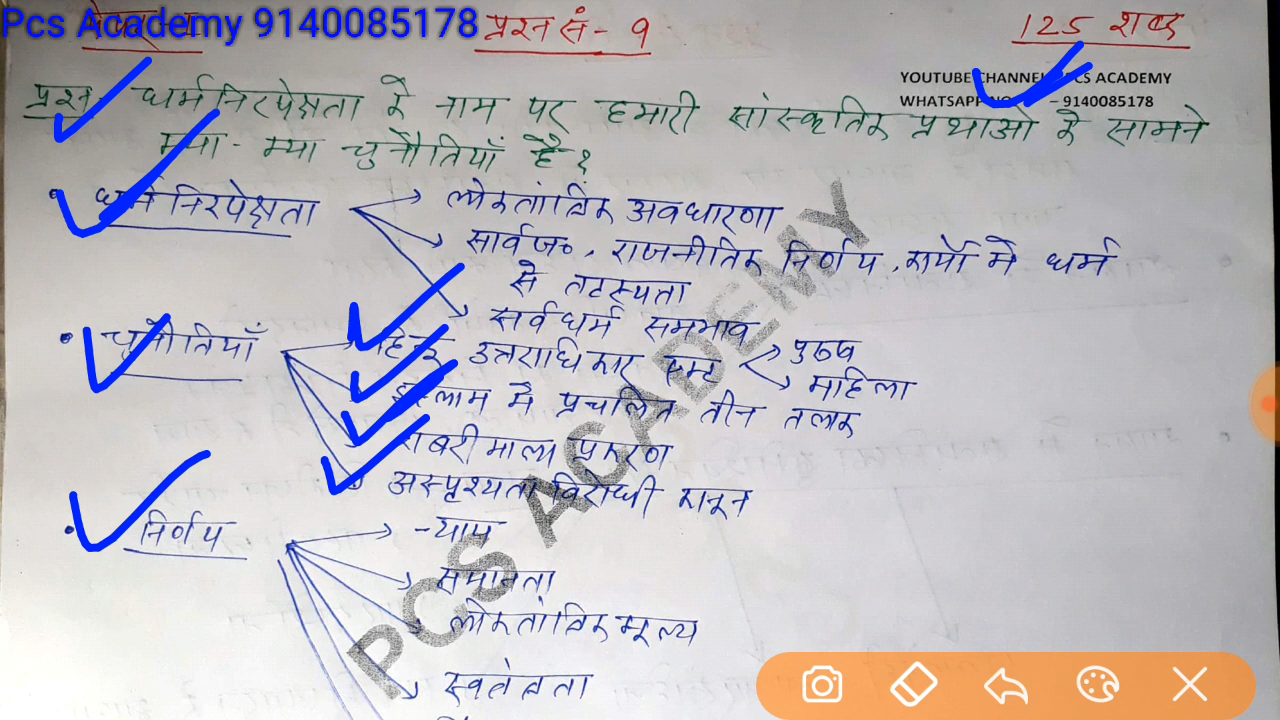 Pcs Academy 9140085178
प्रश्न सं- 9
125 शब्द
YOUTUBE CHANNEL PCS ACADEMY
WHATSAPP NO - 9140085178
प्रश्न- धर्मनिरपेक्षता के नाम पर हमारी सांस्कृतिक प्रथाओं के सामने
क्या - क्या चुनौतियाँ है?
• धर्मनिरपेक्षता
लोकतांत्रिक अवधारणा
सार्वज०, राजनीतिक निर्णय, कार्यो मे धर्म
से तटस्थता
सर्वधर्म समभाव
• चुनौतियाँ
हिन्दू उत्तराधिकार एक्ट
पुरुष
महिला
इस्लाम मे प्रचलित तीन तलाक
सबरीमाला प्रकरण
अस्पृश्यता विरोधी कानून
• निर्णय
न्याय
समानता
लोकतांत्रिक मूल्य
स्वतंत्रता
PCS ACADEMY